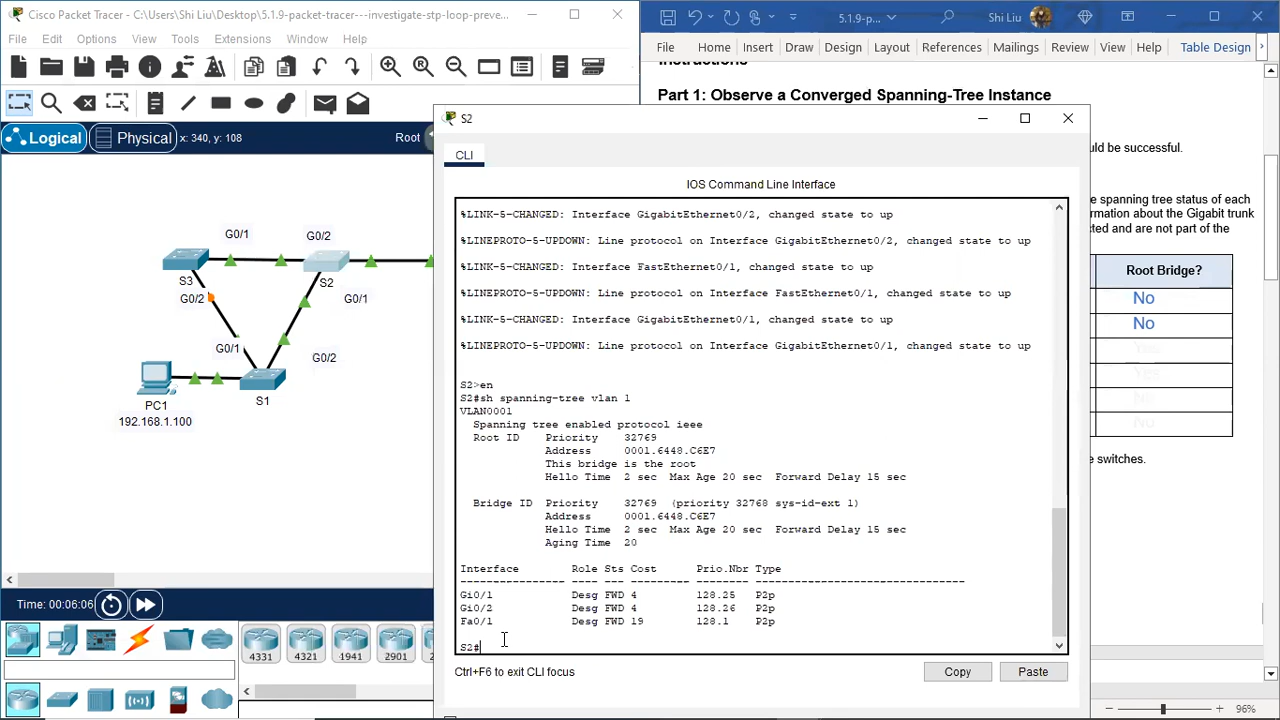 Cisco Packet Tracer - C:\Users\Shi Liu\Desktop\5.1.9-packet-tracer---investigate-stp-loop-preve...
File Edit Options View Tools Extensions Window Help
Logical Physical x: 340, y: 108 Root
G0/1
G0/2
S3
S2
G0/2
G0/1
G0/1
G0/2
PC1
S1
192.168.1.100
Time: 00:06:06
4331 4321 1941 2901
5.1.9-p...
Shi Liu
File Home Insert Draw Design Layout References Mailings Review View Help Table Design
Instructions
Part 1: Observe a Converged Spanning-Tree Instance
uld be successful.
e spanning tree status of each
rmation about the Gigabit trunk
cted and are not part of the
Root Bridge?
No
No
Yes
Yes
No
No
e switches.
96%
S2
CLI
IOS Command Line Interface
%LINK-5-CHANGED: Interface GigabitEthernet0/2, changed state to up
%LINEPROTO-5-UPDOWN: Line protocol on Interface GigabitEthernet0/2, changed state to up
%LINK-5-CHANGED: Interface FastEthernet0/1, changed state to up
%LINEPROTO-5-UPDOWN: Line protocol on Interface FastEthernet0/1, changed state to up
%LINK-5-CHANGED: Interface GigabitEthernet0/1, changed state to up
%LINEPROTO-5-UPDOWN: Line protocol on Interface GigabitEthernet0/1, changed state to up
S2>en
S2#sh spanning-tree vlan 1
VLAN0001
Spanning tree enabled protocol ieee
Root ID Priority 32769
Address 0001.6448.C6E7
This bridge is the root
Hello Time 2 sec Max Age 20 sec Forward Delay 15 sec
Bridge ID Priority 32769 (priority 32768 sys-id-ext 1)
Address 0001.6448.C6E7
Hello Time 2 sec Max Age 20 sec Forward Delay 15 sec
Aging Time 20
Interface Role Sts Cost Prio.Nbr Type
---------------- ---- --- --------- -------- --------------------------------
Gi0/1 Desg FWD 4 128.25 P2p
Gi0/2 Desg FWD 4 128.26 P2p
Fa0/1 Desg FWD 19 128.1 P2p
S2#
Ctrl+F6 to exit CLI focus
Copy Paste